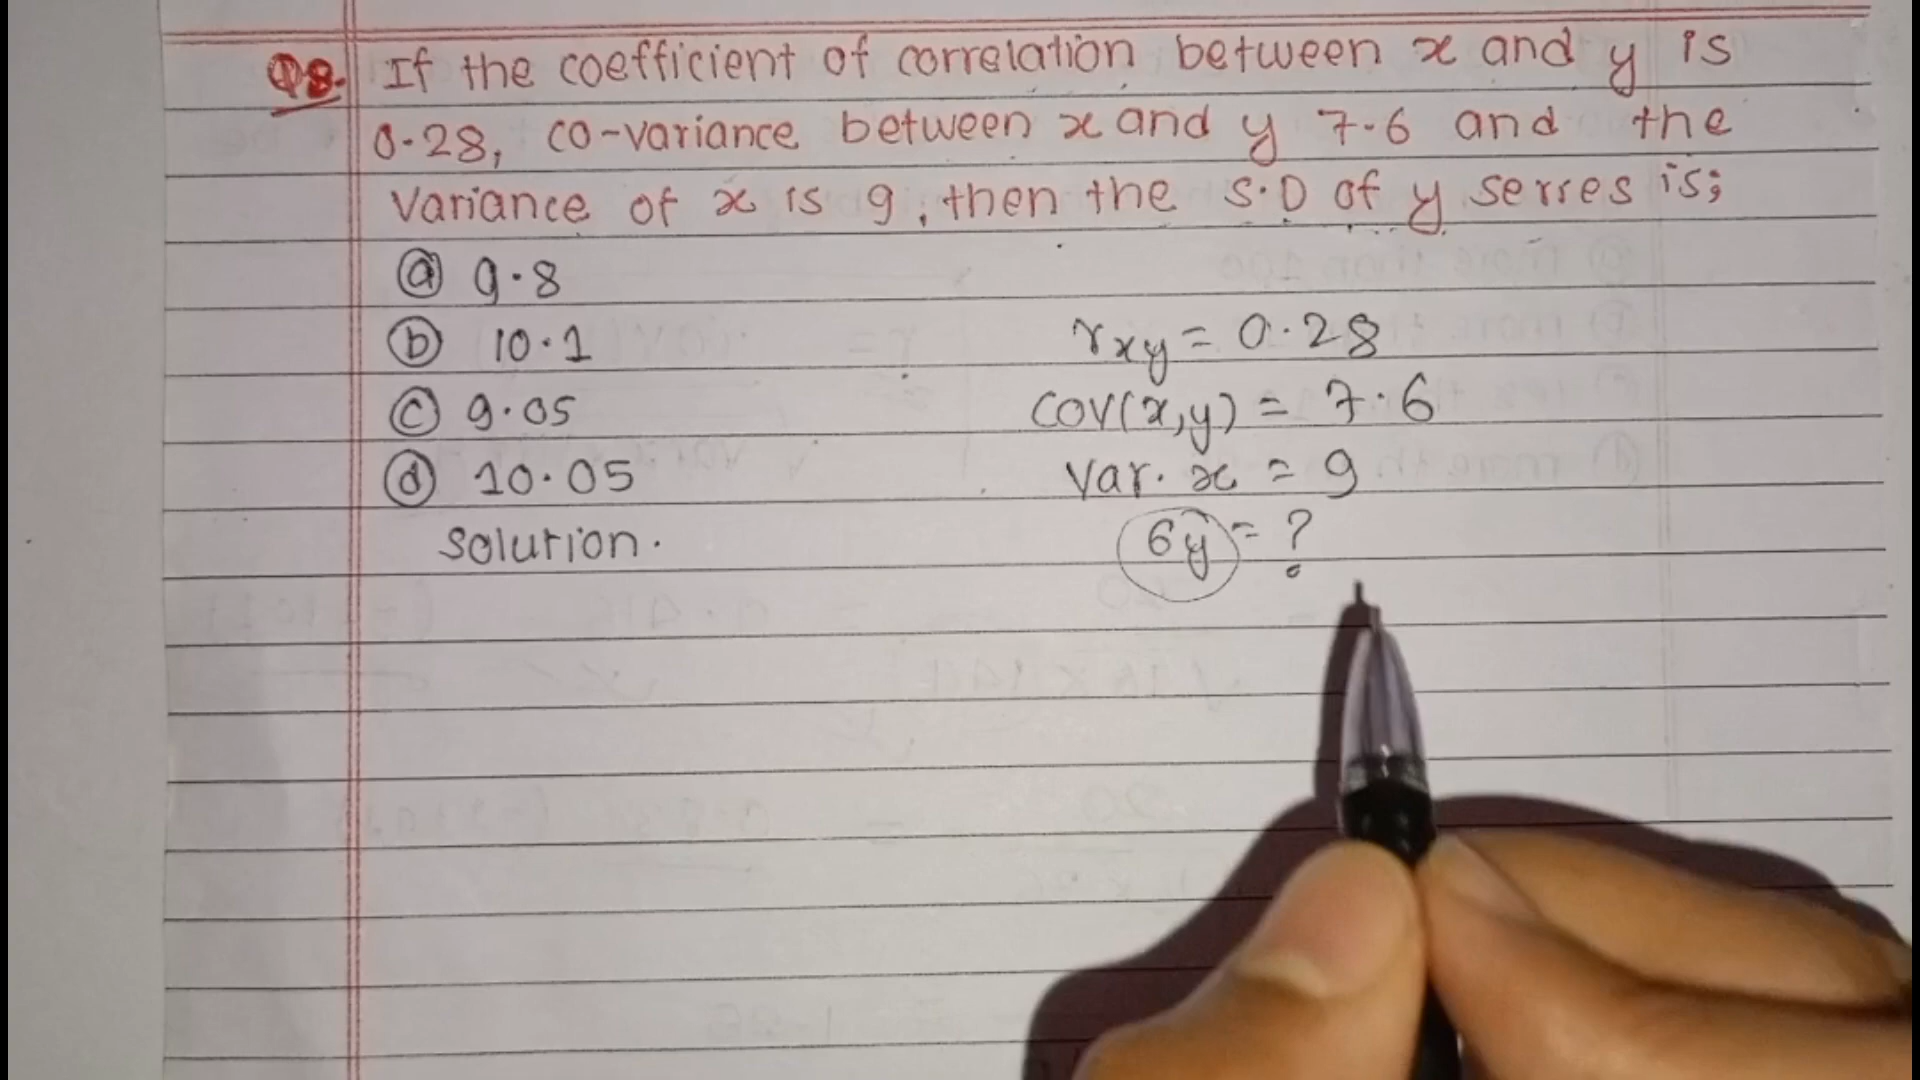 Q8. If the coefficient of correlation between x and y is
0.28, co-variance between x and y 7.6 and the
variance of x is 9, then the S.D of y serres is;
(a) 9.8
(b) 10.1
(c) 9.05
(d) 10.05
rxy = 0.28
COV(x,y) = 7.6
Var. x = 9
6y = ?
Solution.